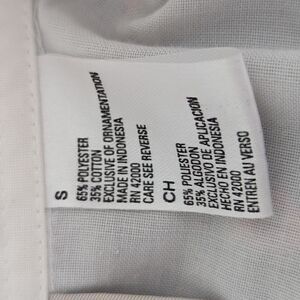 S
65% POLYESTER
35% COTTON
EXCLUSIVE OF ORNAMENTATION
MADE IN INDONESIA
RN 42000
CARE SEE REVERSE
CH
65% POLYESTER
35% ALGODON
EXCLUSIVO DE APLICACION
HECHO EN INDONESIA
RN 42000
ENTREN AU VERSO